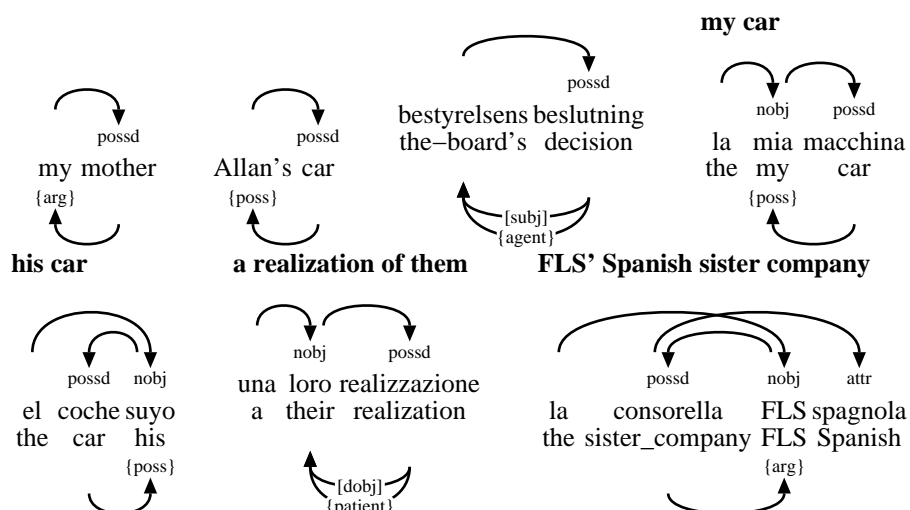 my car
possd possd possd nobj possd
bestyrelsens beslutning
the–board's decision
my mother
Allan's car
la mia macchina
the my car
{arg} {poss} [subj] {agent} {poss}
his car
a realization of them
FLS' Spanish sister company
possd nobj nobj possd possd nobj attr
el coche suyo
the car his
una loro realizzazione
a their realization
la consorella FLS spagnola
the sister_company FLS Spanish
{poss} [dobj] {patient} {arg}